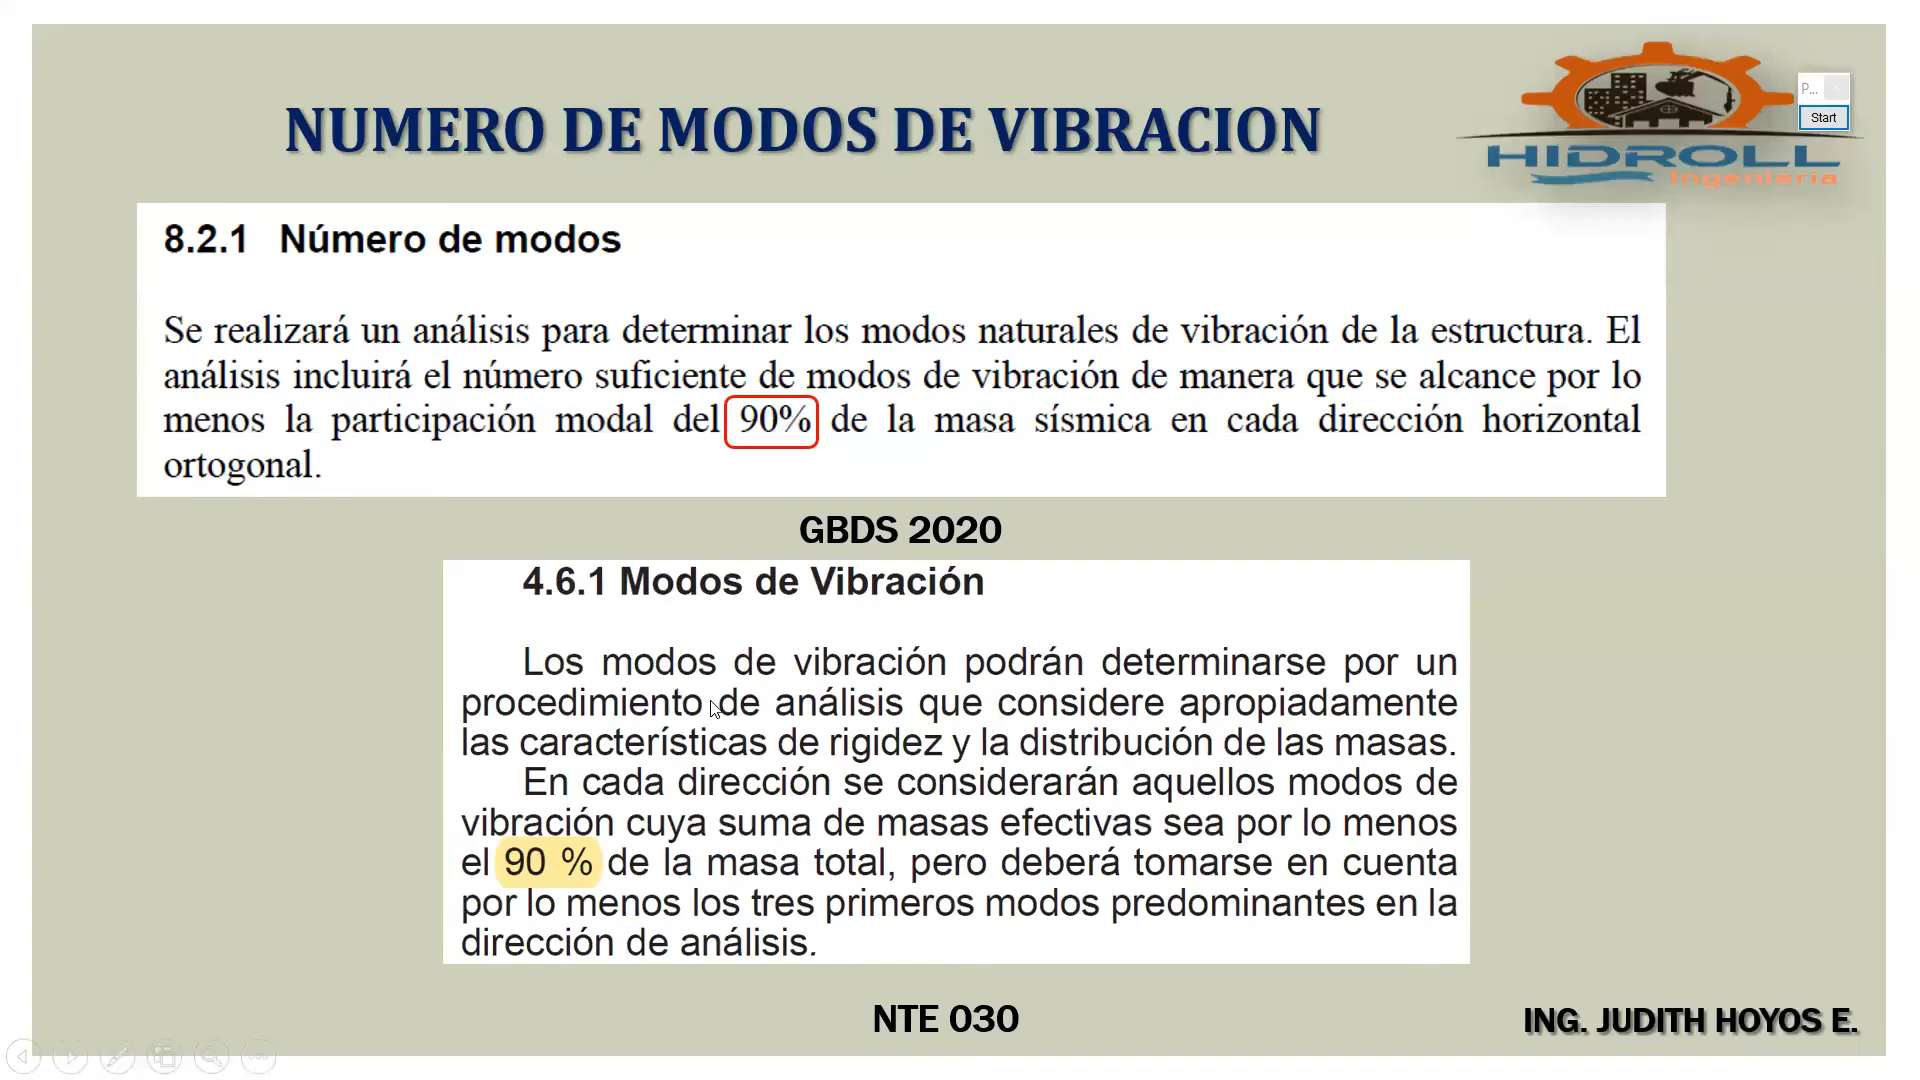 NUMERO DE MODOS DE VIBRACION
HIDROLL
Ingeniería
P...
Start
8.2.1 Número de modos
Se realizará un análisis para determinar los modos naturales de vibración de la estructura. El
análisis incluirá el número suficiente de modos de vibración de manera que se alcance por lo
menos la participación modal del 90% de la masa sísmica en cada dirección horizontal
ortogonal.
GBDS 2020
4.6.1 Modos de Vibración
Los modos de vibración podrán determinarse por un
procedimiento de análisis que considere apropiadamente
las características de rigidez y la distribución de las masas.
En cada dirección se considerarán aquellos modos de
vibración cuya suma de masas efectivas sea por lo menos
el 90 % de la masa total, pero deberá tomarse en cuenta
por lo menos los tres primeros modos predominantes en la
dirección de análisis.
NTE 030
ING. JUDITH HOYOS E.